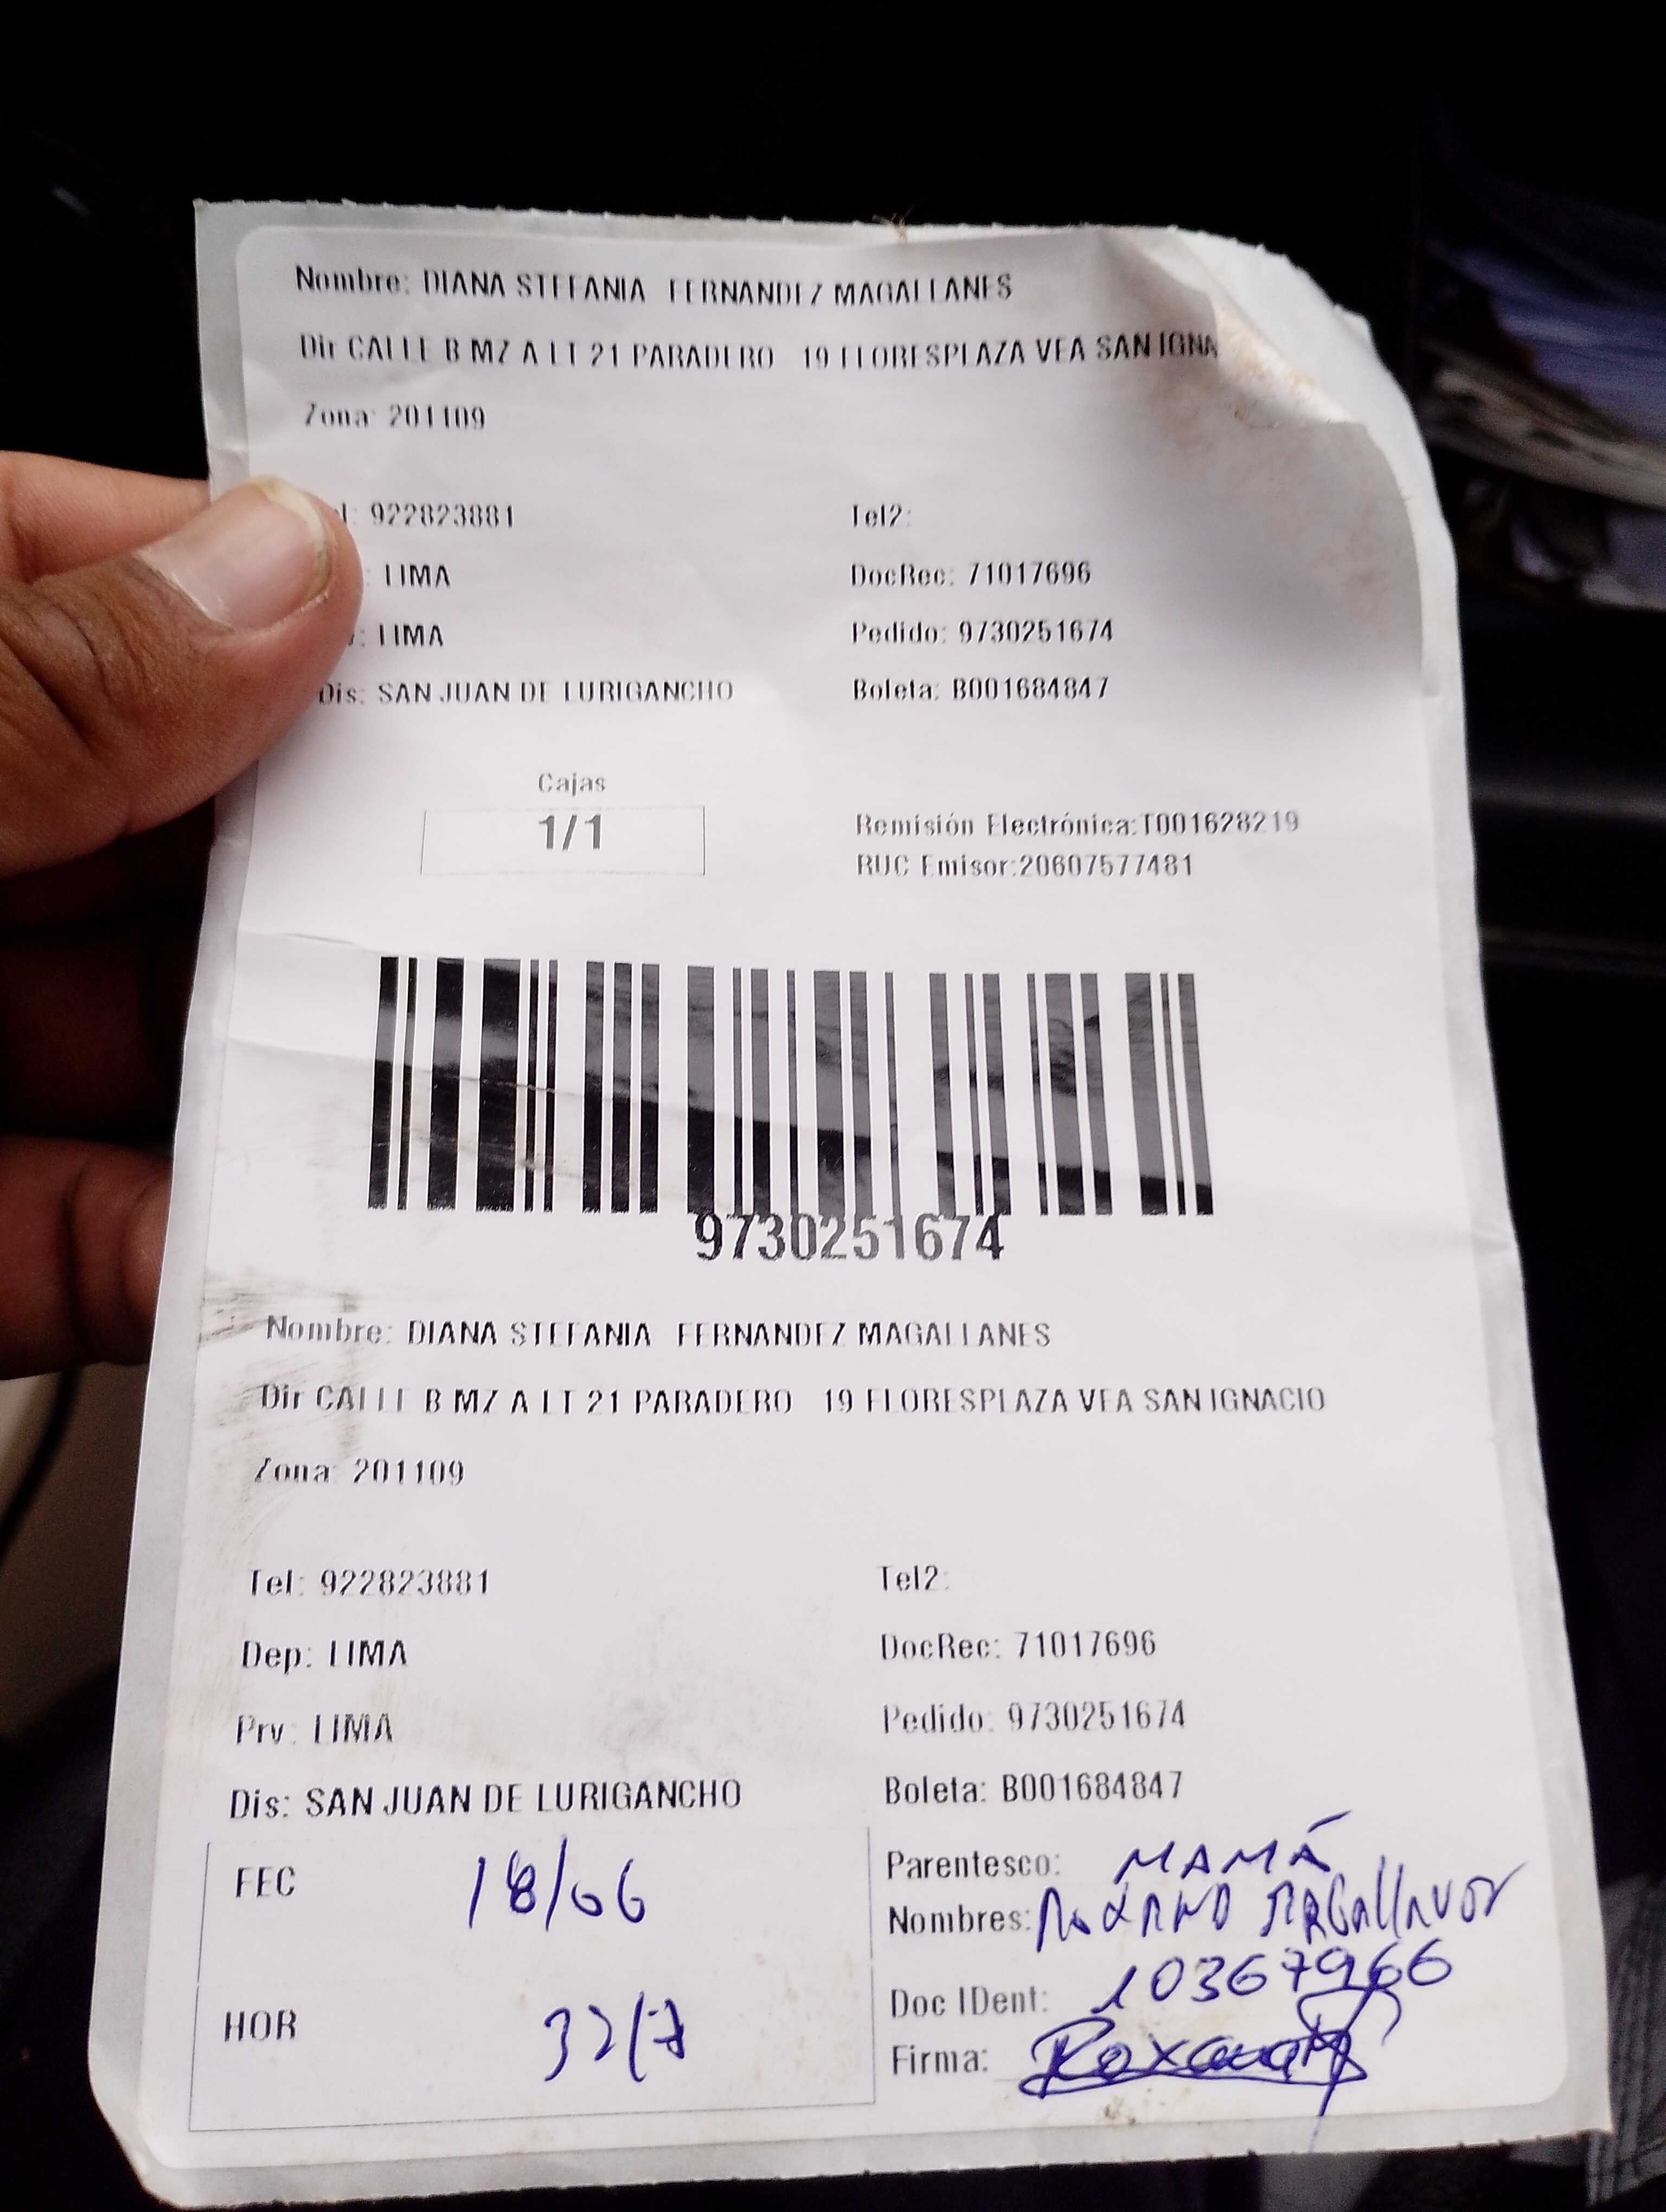 Nombre: DIANA STEFANIA FERNANDEZ MAGALLANES
Dir CALLE B MZ A LT 21 PARADERO 19 FLORESPLAZA VEA SAN IGNA
Zona: 201109
l: 922823881 Tel2:
: LIMA DocRec: 71017696
: LIMA Pedido: 9730251674
Dis: SAN JUAN DE LURIGANCHO Boleta: B001684847
Cajas
1/1
Remisión Electrónica:T001628219
RUC Emisor:20607577481
9730251674
Nombre: DIANA STEFANIA FERNANDEZ MAGALLANES
Dir CALLE B MZ A LT 21 PARADERO 19 FLORESPLAZA VEA SAN IGNACIO
Zona: 201109
Tel: 922823881 Tel2:
Dep: LIMA DocRec: 71017696
Prv: LIMA Pedido: 9730251674
Dis: SAN JUAN DE LURIGANCHO Boleta: B001684847
FEC 18/06 Parentesco: MAMÁ
Nombres:
Doc IDent: 10367966
HOR Firma: Roxana